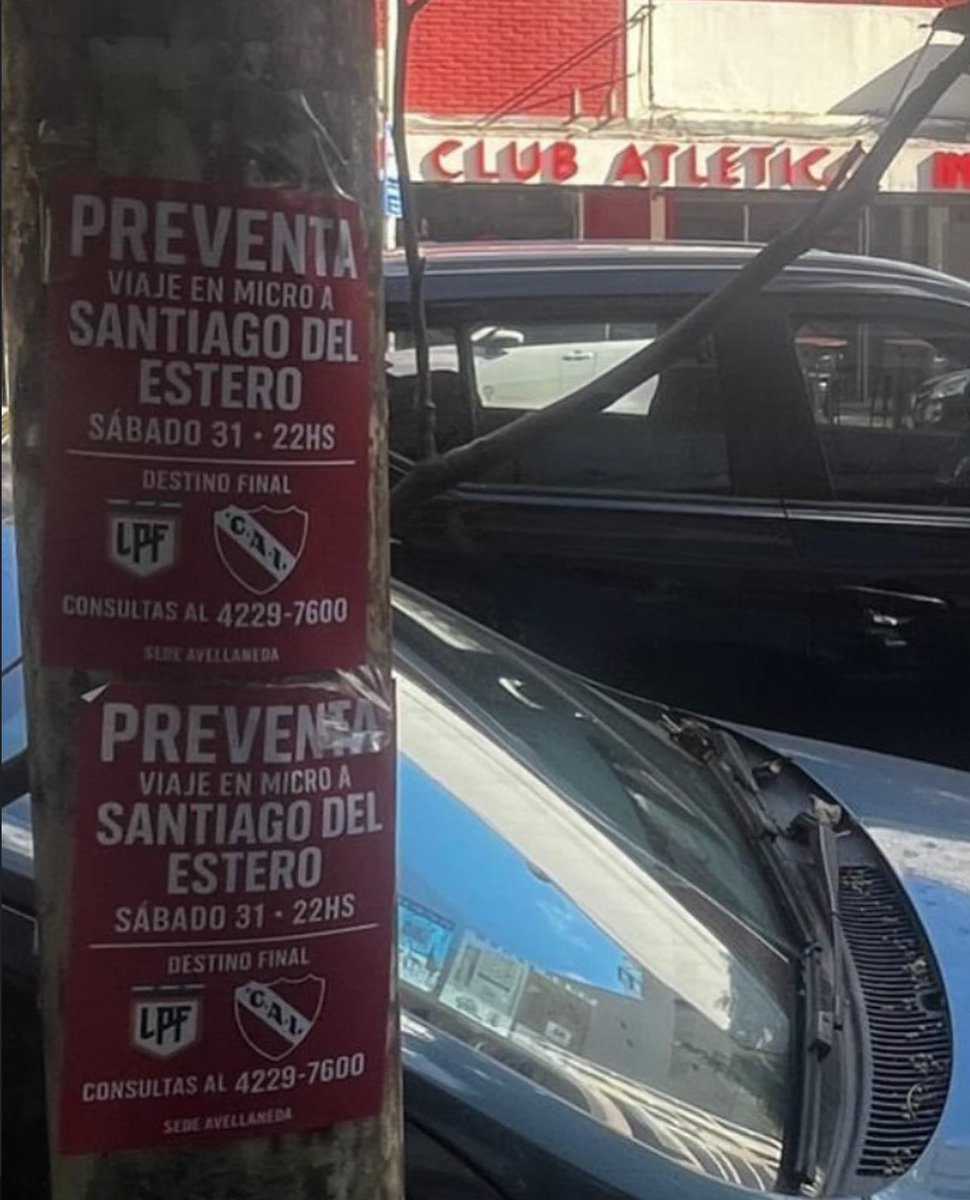 CLUB ATLETICO IN
PREVENTA
VIAJE EN MICRO A
SANTIAGO DEL
ESTERO
SÁBADO 31 · 22HS
DESTINO FINAL
LPF
C.A.I.
CONSULTAS AL 4229-7600
SEDE AVELLANEDA
PREVENTA
VIAJE EN MICRO A
SANTIAGO DEL
ESTERO
SÁBADO 31 · 22HS
DESTINO FINAL
LPF
C.A.I.
CONSULTAS AL 4229-7600
SEDE AVELLANEDA